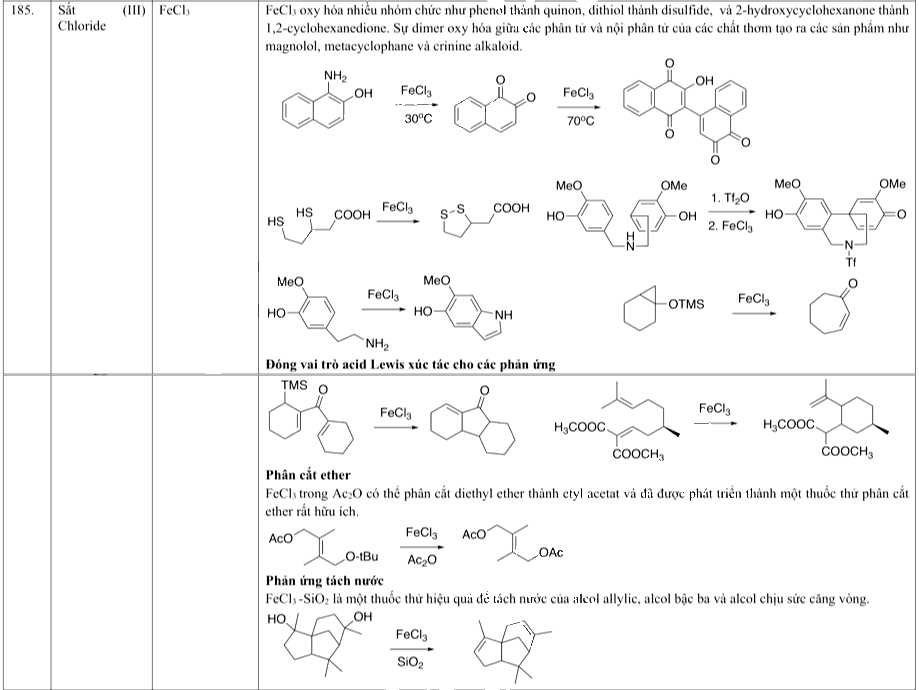 185. Sắt (III) FeCl3 FeCl3 oxy hóa nhiều nhóm chức như phenol thành quinon, dithiol thành disulfide, và 2-hydroxycyclohexanone thành
Chloride 1,2-cyclohexanedione. Sự dimer oxy hóa giữa các phân tử và nội phân tử của các chất thơm tạo ra các sản phẩm như
magnolol, metacyclophane và crinine alkaloid.
NH2 OH FeCl3 30°C O O FeCl3 70°C O OH O O O
HS HS COOH FeCl3 S-S COOH MeO HO N H OMe OH 1. Tf2O 2. FeCl3 MeO HO OMe O N Tf
MeO HO NH2 FeCl3 MeO HO NH OTMS FeCl3 O
Đóng vai trò acid Lewis xúc tác cho các phản ứng
TMS O FeCl3 O H3COOC COOCH3 FeCl3 H3COOC COOCH3
Phân cắt ether
FeCl3 trong Ac2O có thể phân cắt diethyl ether thành etyl acetat và đã được phát triển thành một thuốc thử phân cắt
ether rất hữu ích.
AcO O-tBu FeCl3 Ac2O AcO OAc
Phản ứng tách nước
FeCl3-SiO2 là một thuốc thử hiệu quả để tách nước của alcol allylic, alcol bậc ba và alcol chịu sức căng vòng.
HO OH FeCl3 SiO2